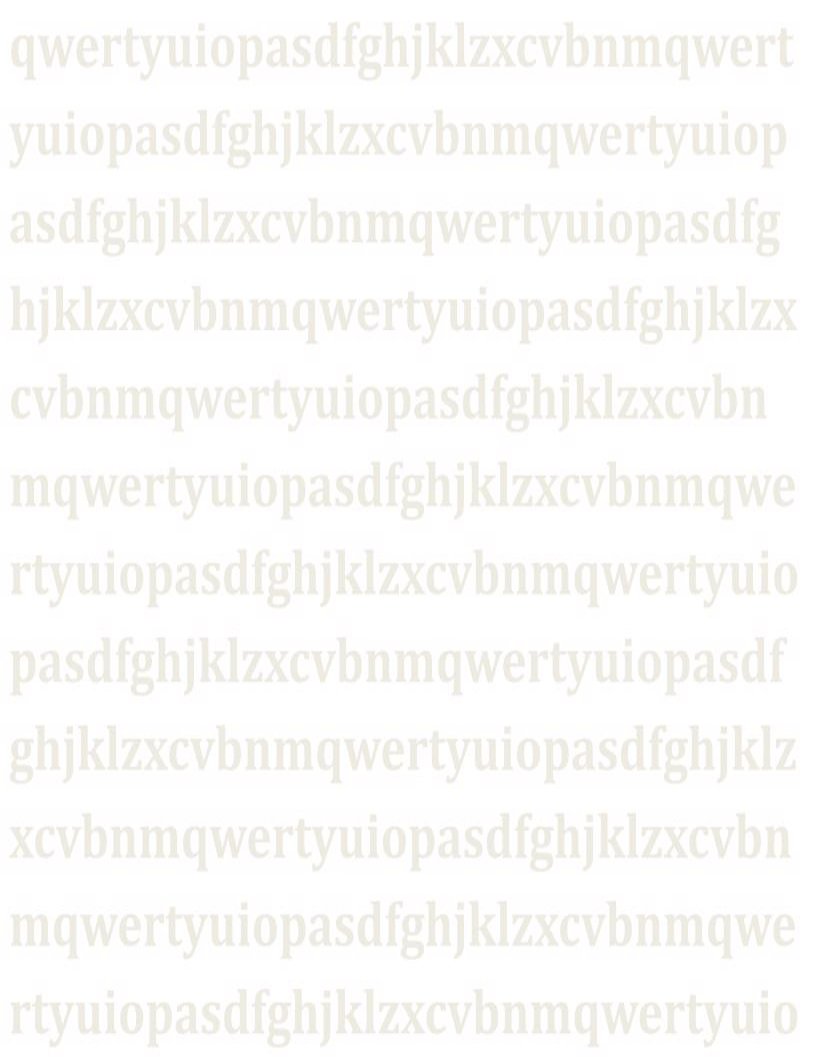 qwertyuiopasdfghjklzxcvbnmqwert
yuiopasdfghjklzxcvbnmqwertyuiop
asdfghjklzxcvbnmqwertyuiopasdfg
hjklzxcvbnmqwertyuiopasdfghjklzx
cvbnmqwertyuiopasdfghjklzxcvbn
mqwertyuiopasdfghjklzxcvbnmqwe
rtyuiopasdfghjklzxcvbnmqwertyuio
pasdfghjklzxcvbnmqwertyuiopasdf
ghjklzxcvbnmqwertyuiopasdfghjklz
xcvbnmqwertyuiopasdfghjklzxcvbn
mqwertyuiopasdfghjklzxcvbnmqwe
rtyuiopasdfghjklzxcvbnmqwertyuio